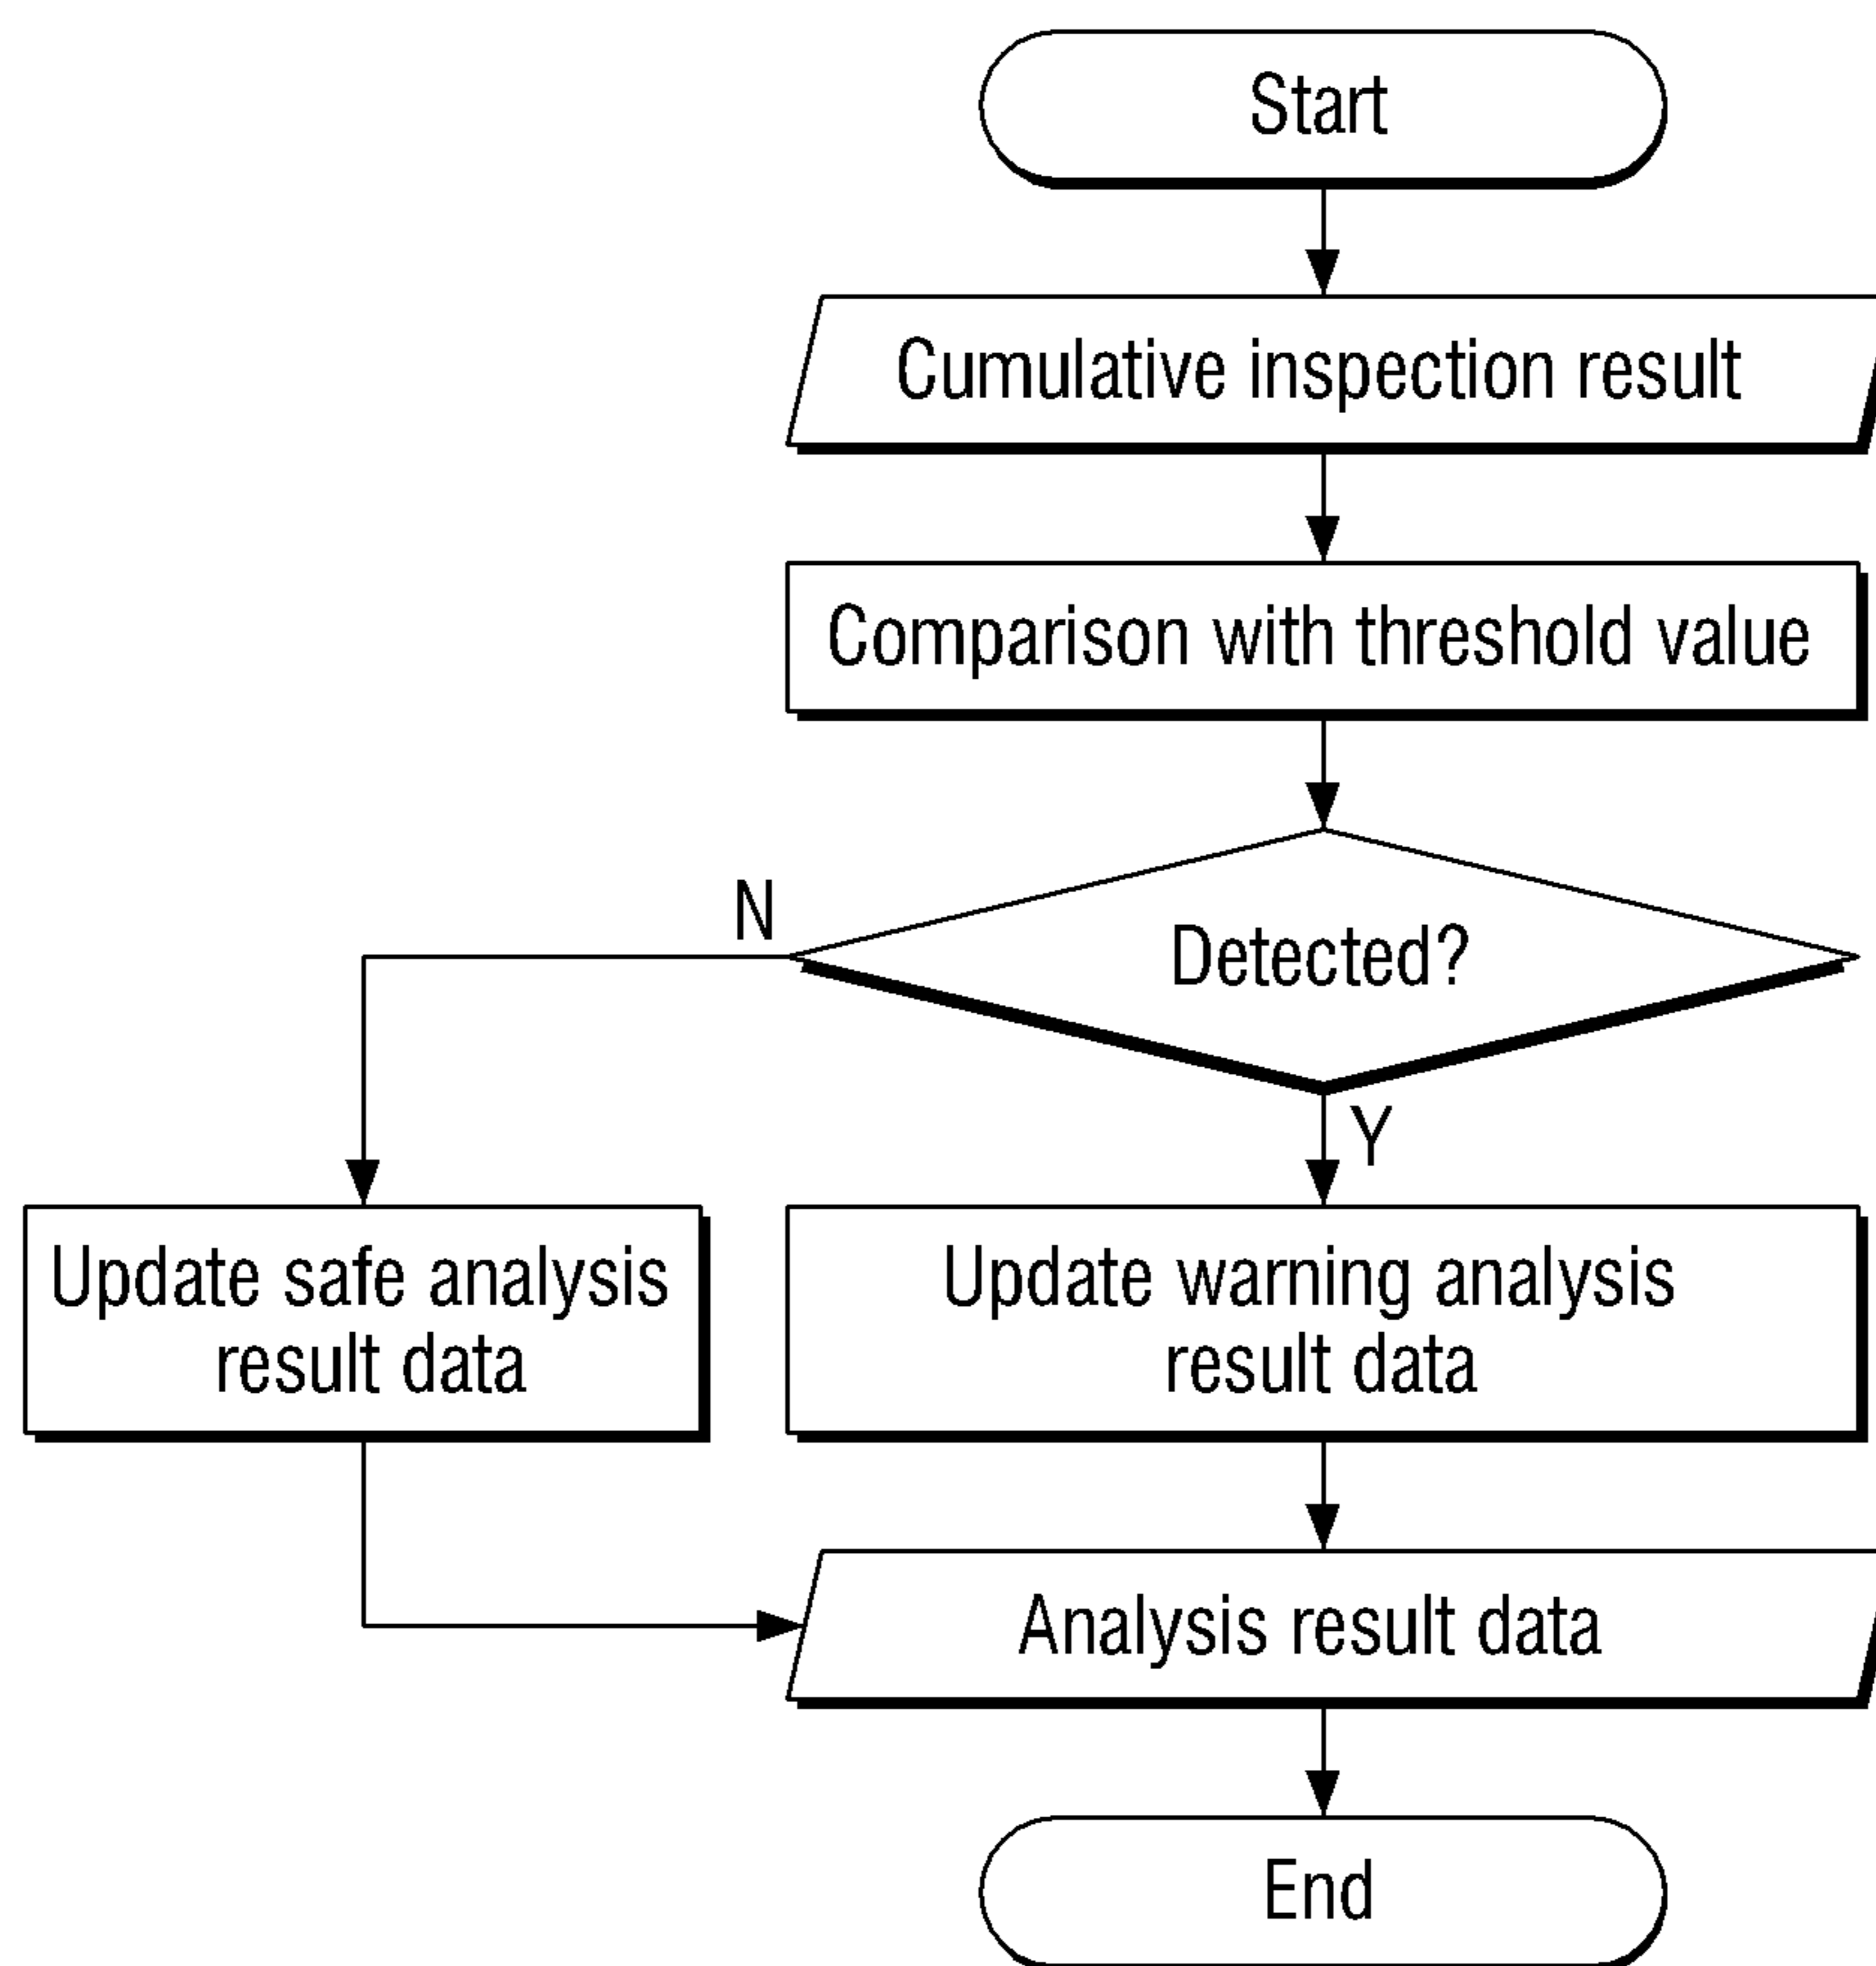 Start
Cumulative inspection result
Comparison with threshold value
N
Detected?
Y
Update safe analysis
result data
Update warning analysis
result data
Analysis result data
End